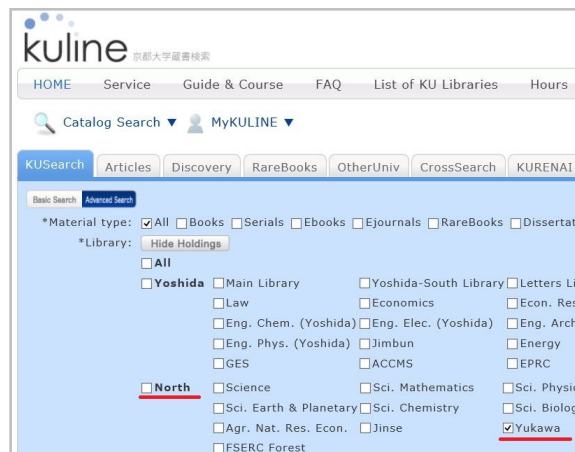 kuline 京都大学蔵書検索
HOME Service Guide & Course FAQ List of KU Libraries Hours
Catalog Search ▼ MyKULINE ▼
KUSearch Articles Discovery RareBooks OtherUniv CrossSearch KURENAI
Basic Search Advanced Search
*Material type: All Books Serials Ebooks Ejournals RareBooks Dissertat
*Library: Hide Holdings
All
Yoshida Main Library Yoshida-South Library Letters Li
Law Economics Econ. Res
Eng. Chem. (Yoshida) Eng. Elec. (Yoshida) Eng. Arch
Eng. Phys. (Yoshida) Jimbun Energy
GES ACCMS EPRC
North Science Sci. Mathematics Sci. Physic
Sci. Earth & Planetary Sci. Chemistry Sci. Biolog
Agr. Nat. Res. Econ. Jinse Yukawa
FSERC Forest